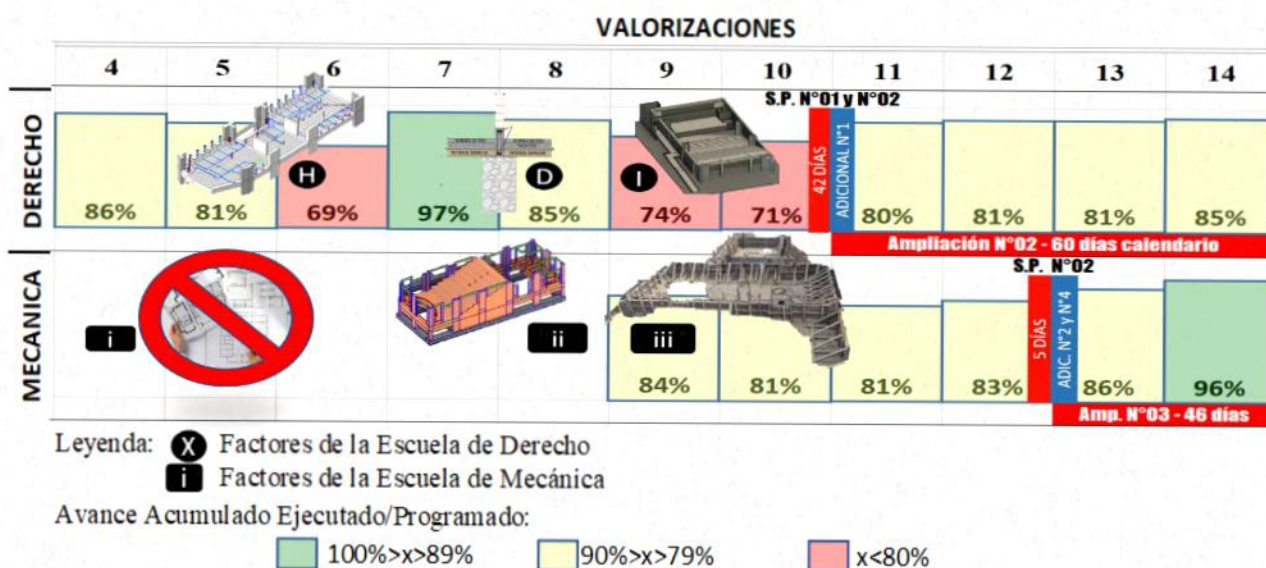 VALORIZACIONES
4 5 6 7 8 9 10 11 12 13 14
S.P. N°01 y N°02
DERECHO
H
D
I
42 DÍAS
ADICIONAL N°1
86% 81% 69% 97% 85% 74% 71% 80% 81% 81% 85%
Ampliación N°02 - 60 días calendario
S.P. N°02
MECANICA
i
ii
iii
5 DÍAS
ADIC. N°2 y N°4
84% 81% 81% 83% 86% 96%
Amp. N°03 - 46 días
Leyenda: X Factores de la Escuela de Derecho
i Factores de la Escuela de Mecánica
Avance Acumulado Ejecutado/Programado:
100%>x>89% 90%>x>79% x<80%